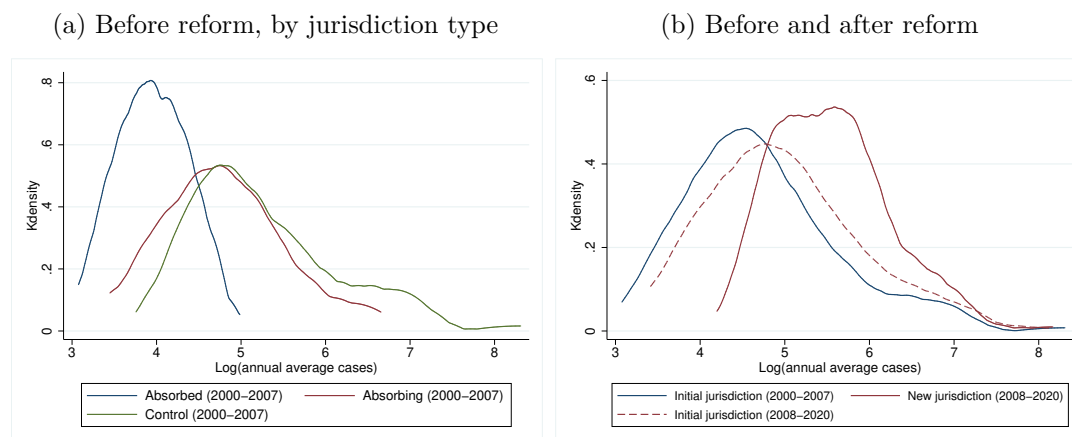 (a) Before reform, by jurisdiction type
.8
.6
.4
.2
0
Kdensity
3 4 5 6 7 8
Log(annual average cases)
Absorbed (2000−2007) Absorbing (2000−2007)
Control (2000−2007)
(b) Before and after reform
.6
.4
.2
0
Kdensity
3 4 5 6 7 8
Log(annual average cases)
Initial jurisdiction (2000−2007) New jurisdiction (2008−2020)
Initial jurisdiction (2008−2020)